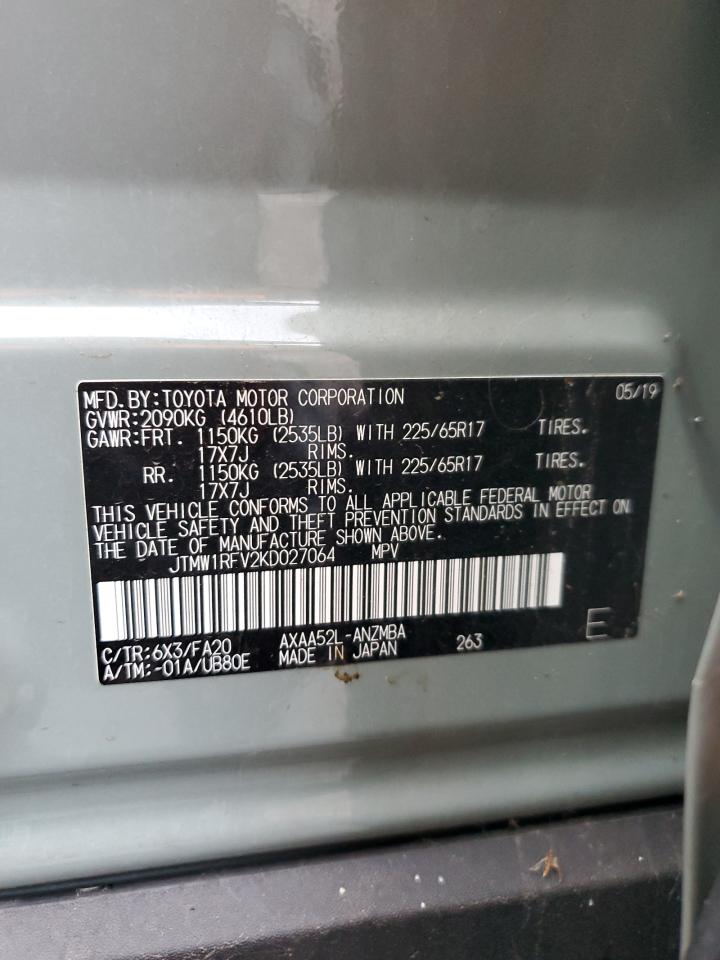 MFD. BY: TOYOTA MOTOR CORPORATION 05/19
GVWR: 2090KG (4610LB)
GAWR: FRT. 1150KG (2535LB) WITH 225/65R17 TIRES.
17X7J RIMS.
RR. 1150KG (2535LB) WITH 225/65R17 TIRES.
17X7J RIMS.
THIS VEHICLE CONFORMS TO ALL APPLICABLE FEDERAL MOTOR
VEHICLE SAFETY AND THEFT PREVENTION STANDARDS IN EFFECT ON
THE DATE OF MANUFACTURE SHOWN ABOVE.
JTMW1RFV2KD027064 MPV
C/TR: 6X3/FA20 AXAA52L-ANZMBA 263 E
A/TM: -01A/UB80E MADE IN JAPAN